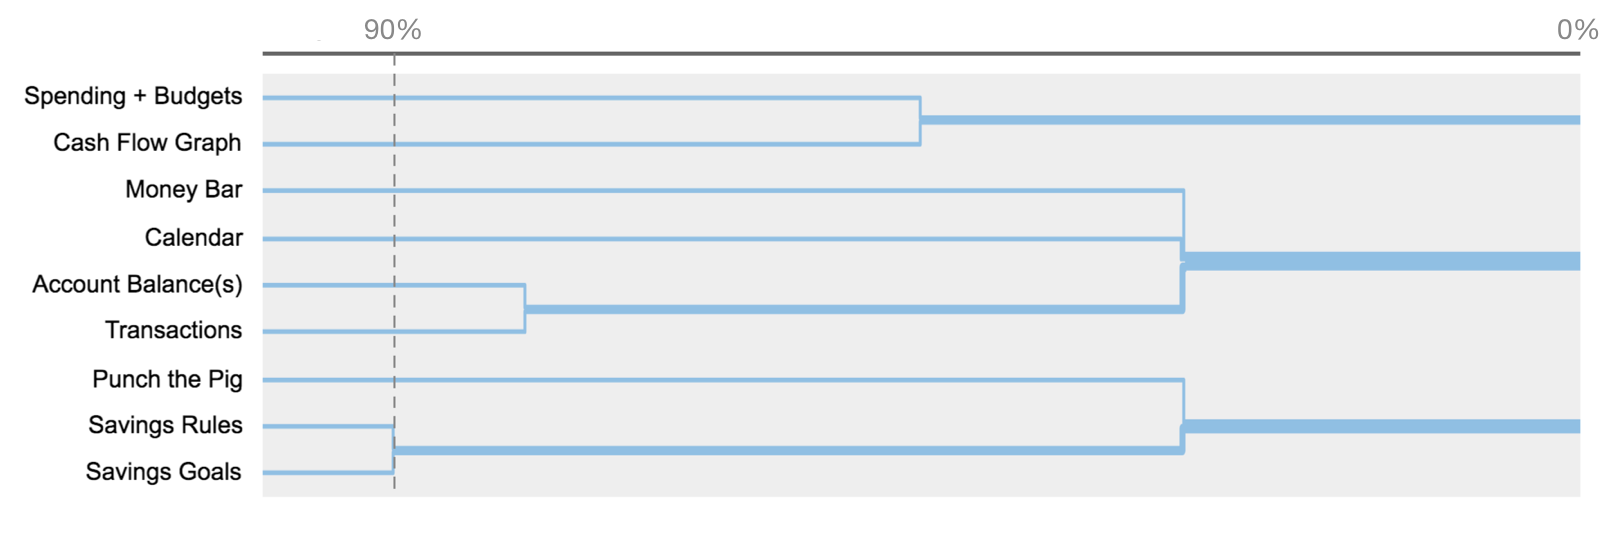 90%
0%
Spending + Budgets
Cash Flow Graph
Money Bar
Calendar
Account Balance(s)
Transactions
Punch the Pig
Savings Rules
Savings Goals